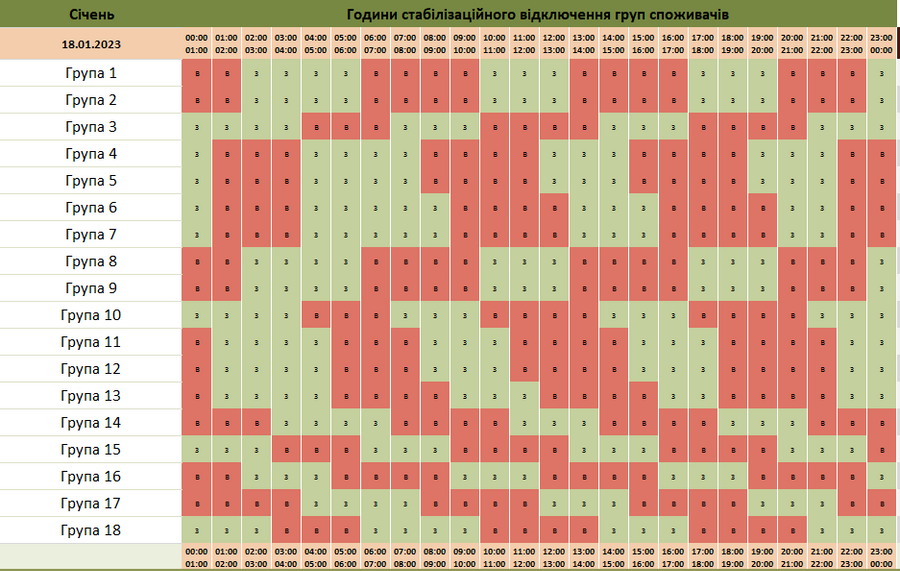 Січень Години стабілізаційного відключення груп споживачів
18.01.2023 00:00 01:00 02:00 03:00 04:00 05:00 06:00 07:00 08:00 09:00 10:00 11:00 12:00 13:00 14:00 15:00 16:00 17:00 18:00 19:00 20:00 21:00 22:00 23:00
01:00 02:00 03:00 04:00 05:00 06:00 07:00 08:00 09:00 10:00 11:00 12:00 13:00 14:00 15:00 16:00 17:00 18:00 19:00 20:00 21:00 22:00 23:00 00:00
Група 1 В В З З З З В В В В З З З В В В В З З З В В В З
Група 2 В В З З З З В В В В З З З В В В В З З З В В В З
Група 3 З З З З В В В З З З В В В В З З З В В В В З З З
Група 4 З В В В З З З З В В В В З З З В В В В З З З В В
Група 5 З В В В З З З З В В В В З З З В В В В З З З В В
Група 6 З В В В З З З З З В В В В З З З В В В В З З В В
Група 7 З В В В З З З З З В В В В З З З В В В В З З В В
Група 8 В В З З З З В В В В З З З В В В В З З З В В В З
Група 9 В В З З З З В В В В З З З В В В В З З З В В В З
Група 10 З З З З В В В З З З В В В В З З З В В В В З З З
Група 11 В З З З З В В В З З З В В В В З З З В В В В З З
Група 12 В З З З З В В В З З З В В В В З З З В В В В З З
Група 13 В З З З З В В В В З З З В В В В З З В В В В З З
Група 14 В В В З З З З В В В В З З З В В В В З З З В В В
Група 15 З З З В В В З З З В В В В З З З В В В В З З З В
Група 16 В В З З З В В В В З З З В В В В З З З В В В В З
Група 17 В В В В З З З З В В В В З З З В В В В З З З В В
Група 18 З З З В В В З З З З В В В В З З З В В В В З З З
00:00 01:00 02:00 03:00 04:00 05:00 06:00 07:00 08:00 09:00 10:00 11:00 12:00 13:00 14:00 15:00 16:00 17:00 18:00 19:00 20:00 21:00 22:00 23:00
01:00 02:00 03:00 04:00 05:00 06:00 07:00 08:00 09:00 10:00 11:00 12:00 13:00 14:00 15:00 16:00 17:00 18:00 19:00 20:00 21:00 22:00 23:00 00:00